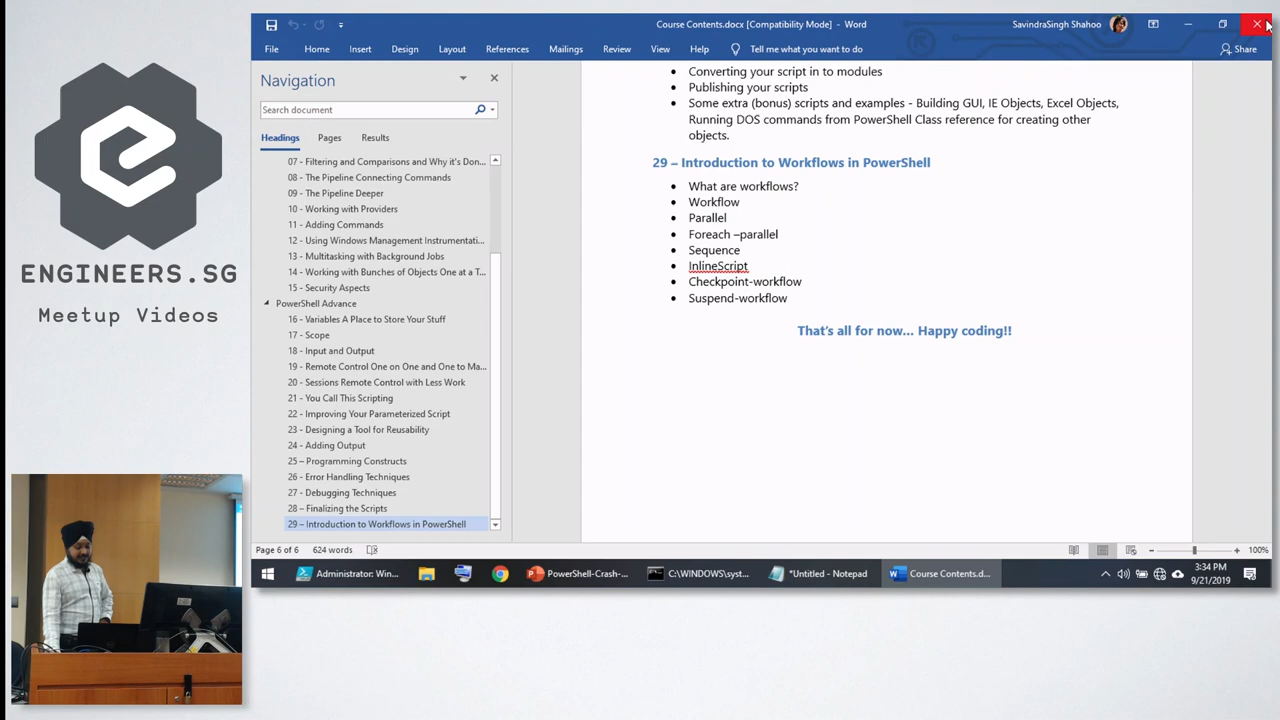 ENGINEERS.SG
Meetup Videos
Course Contents.docx [Compatibility Mode] - Word
SavindraSingh Shahoo
File
Home
Insert
Design
Layout
References
Mailings
Review
View
Help
Tell me what you want to do
Share
Navigation
Search document
Headings
Pages
Results
07 - Filtering and Comparisons and Why it's Don...
08 - The Pipeline Connecting Commands
09 - The Pipeline Deeper
10 - Working with Providers
11 - Adding Commands
12 - Using Windows Management Instrumentati...
13 - Multitasking with Background Jobs
14 - Working with Bunches of Objects One at a T...
15 - Security Aspects
PowerShell Advance
16 - Variables A Place to Store Your Stuff
17 - Scope
18 - Input and Output
19 - Remote Control One on One and One to Ma...
20 - Sessions Remote Control with Less Work
21 - You Call This Scripting
22 - Improving Your Parameterized Script
23 - Designing a Tool for Reusability
24 - Adding Output
25 – Programming Constructs
26 - Error Handling Techniques
27 - Debugging Techniques
28 – Finalizing the Scripts
29 – Introduction to Workflows in PowerShell
• Converting your script in to modules
• Publishing your scripts
• Some extra (bonus) scripts and examples - Building GUI, IE Objects, Excel Objects,
Running DOS commands from PowerShell Class reference for creating other
objects.
29 – Introduction to Workflows in PowerShell
• What are workflows?
• Workflow
• Parallel
• Foreach –parallel
• Sequence
• InlineScript
• Checkpoint-workflow
• Suspend-workflow
That's all for now... Happy coding!!
Page 6 of 6
624 words
100%
Administrator: Win...
PowerShell-Crash-...
C:\WINDOWS\syst...
*Untitled - Notepad
Course Contents.d...
3:34 PM
9/21/2019